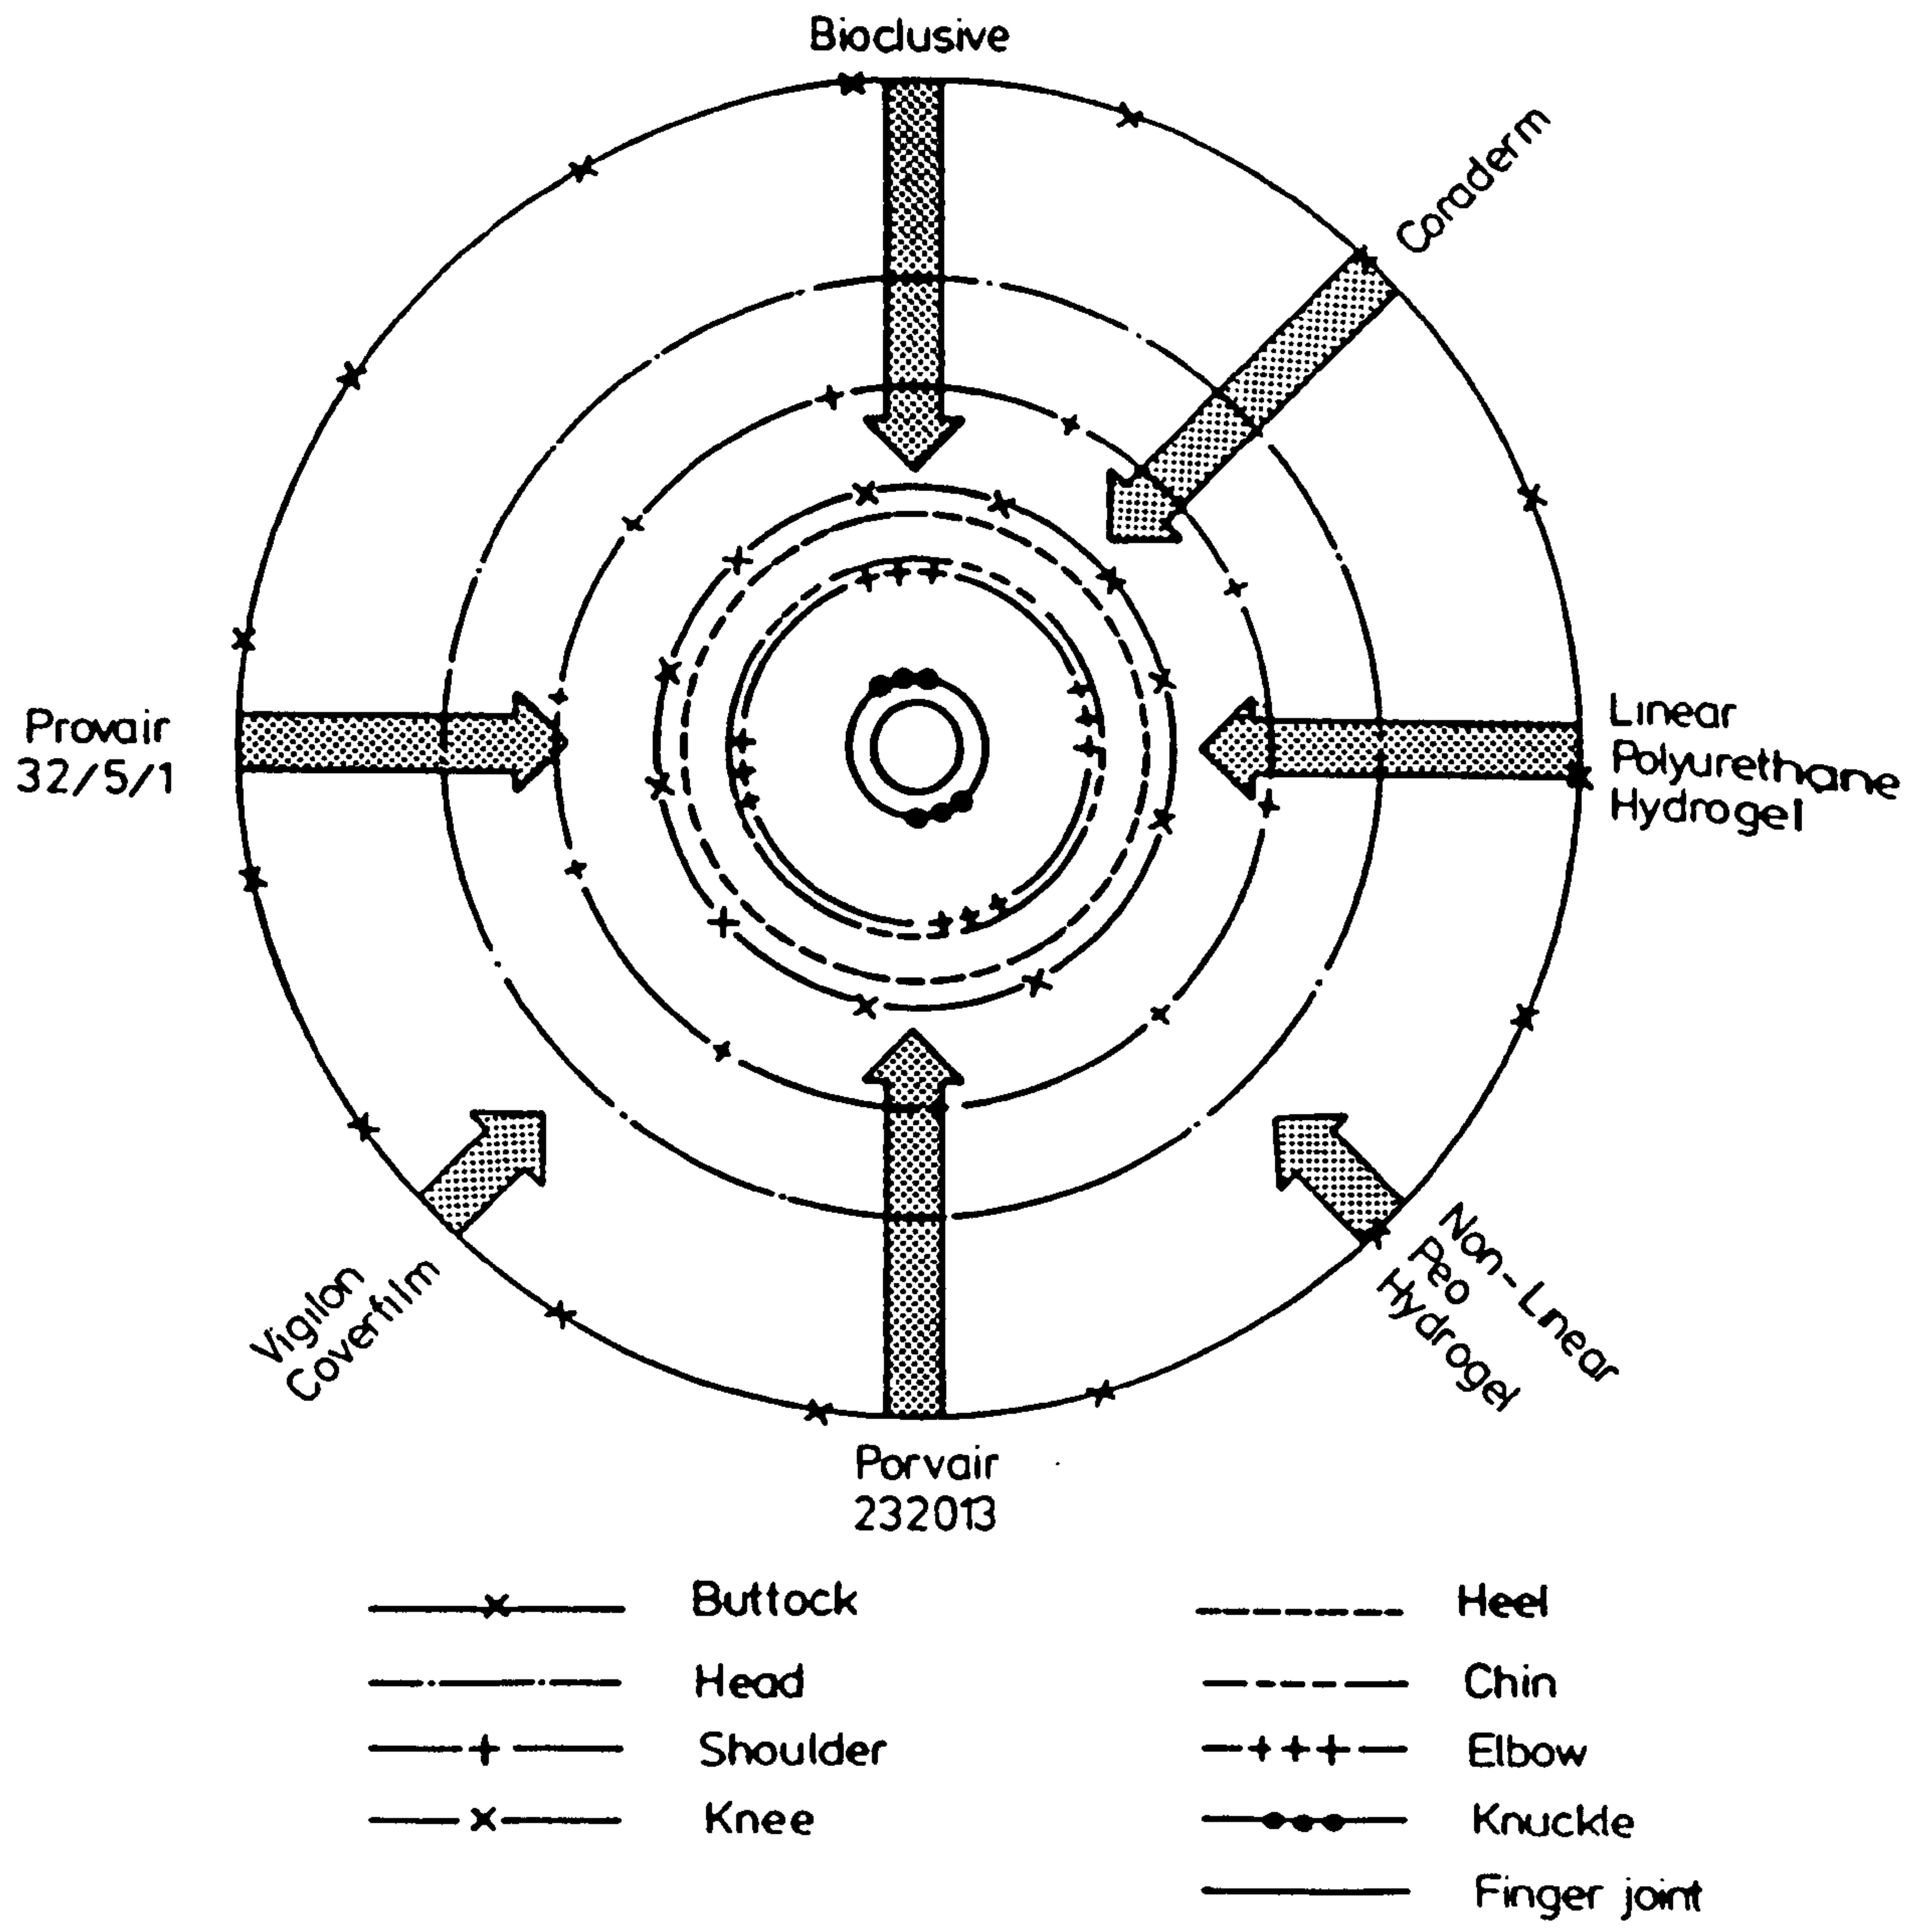 Bioclusive
Coraderm
Provair
32/5/1
Linear
Polyurethane
Hydrogel
Vigilon
Coverfilm
Non-Linear
Peo
Hydrogel
Porvair
232013
Buttock
Head
Shoulder
Knee
Heel
Chin
Elbow
Knuckle
Finger joint